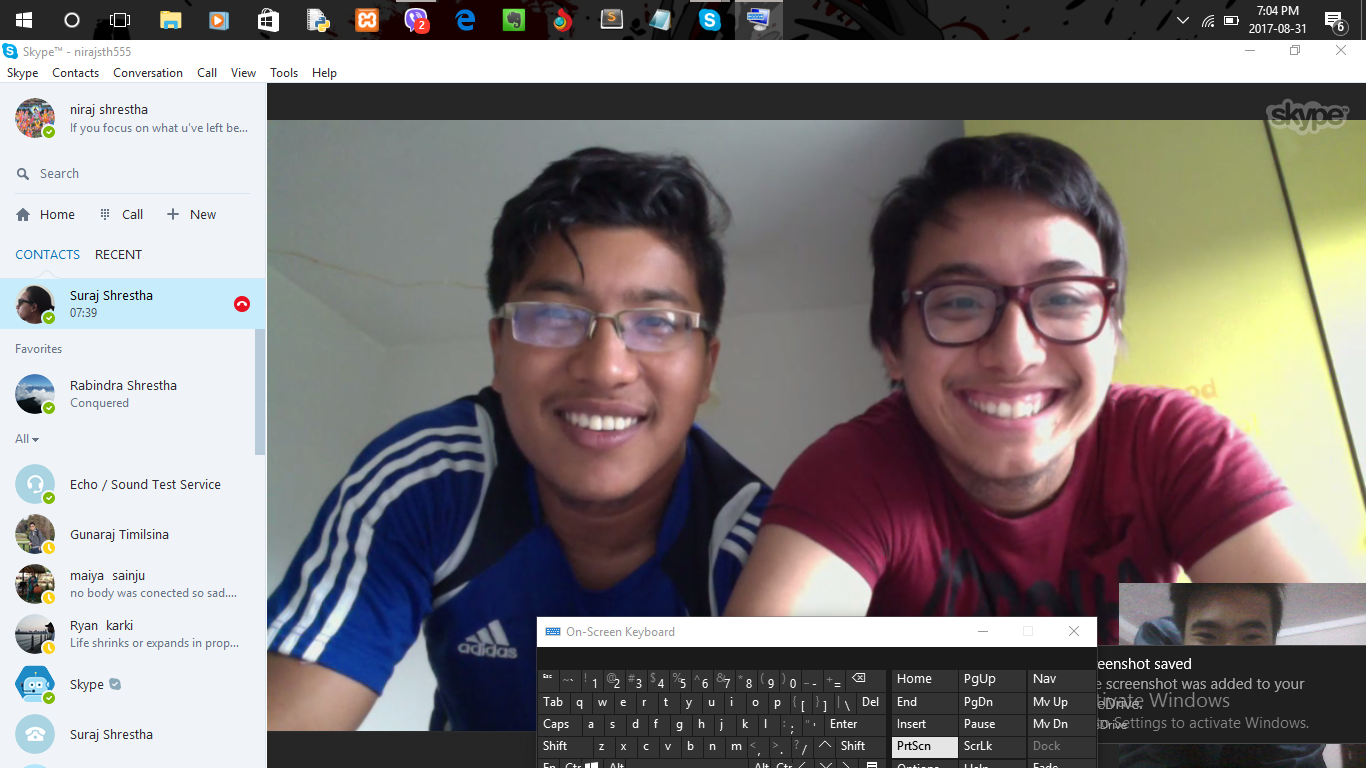 7:04 PM
2017-08-31
2
6
Skype™ - nirajsth555
Skype Contacts Conversation Call View Tools Help
niraj shrestha
If you focus on what u've left be...
Search
Home Call New
CONTACTS RECENT
Suraj Shrestha
07:39
Favorites
Rabindra Shrestha
Conquered
All
Echo / Sound Test Service
Gunaraj Timilsina
maiya sainju
no body was conected so sad....
Ryan karki
Life shrinks or expands in prop...
Skype
Suraj Shrestha
skype
adidas
On-Screen Keyboard
Esc ~ ` ! 1 @ 2 # 3 $ 4 % 5 ^ 6 & 7 * 8 ( 9 ) 0 _ - + = Home PgUp Nav
Tab q w e r t y u i o p { [ } ] | \ Del End PgDn Mv Up
Caps a s d f g h j k l : ; " ' Enter Insert Pause Mv Dn
Shift z x c v b n m < , > . ? / Shift PrtScn ScrLk Dock
Fn Ctr Alt Alt Ctr Options Help Fade
eenshot saved
e screenshot was added to your
eDrive.
Drive
ivate Windows
Settings to activate Windows.